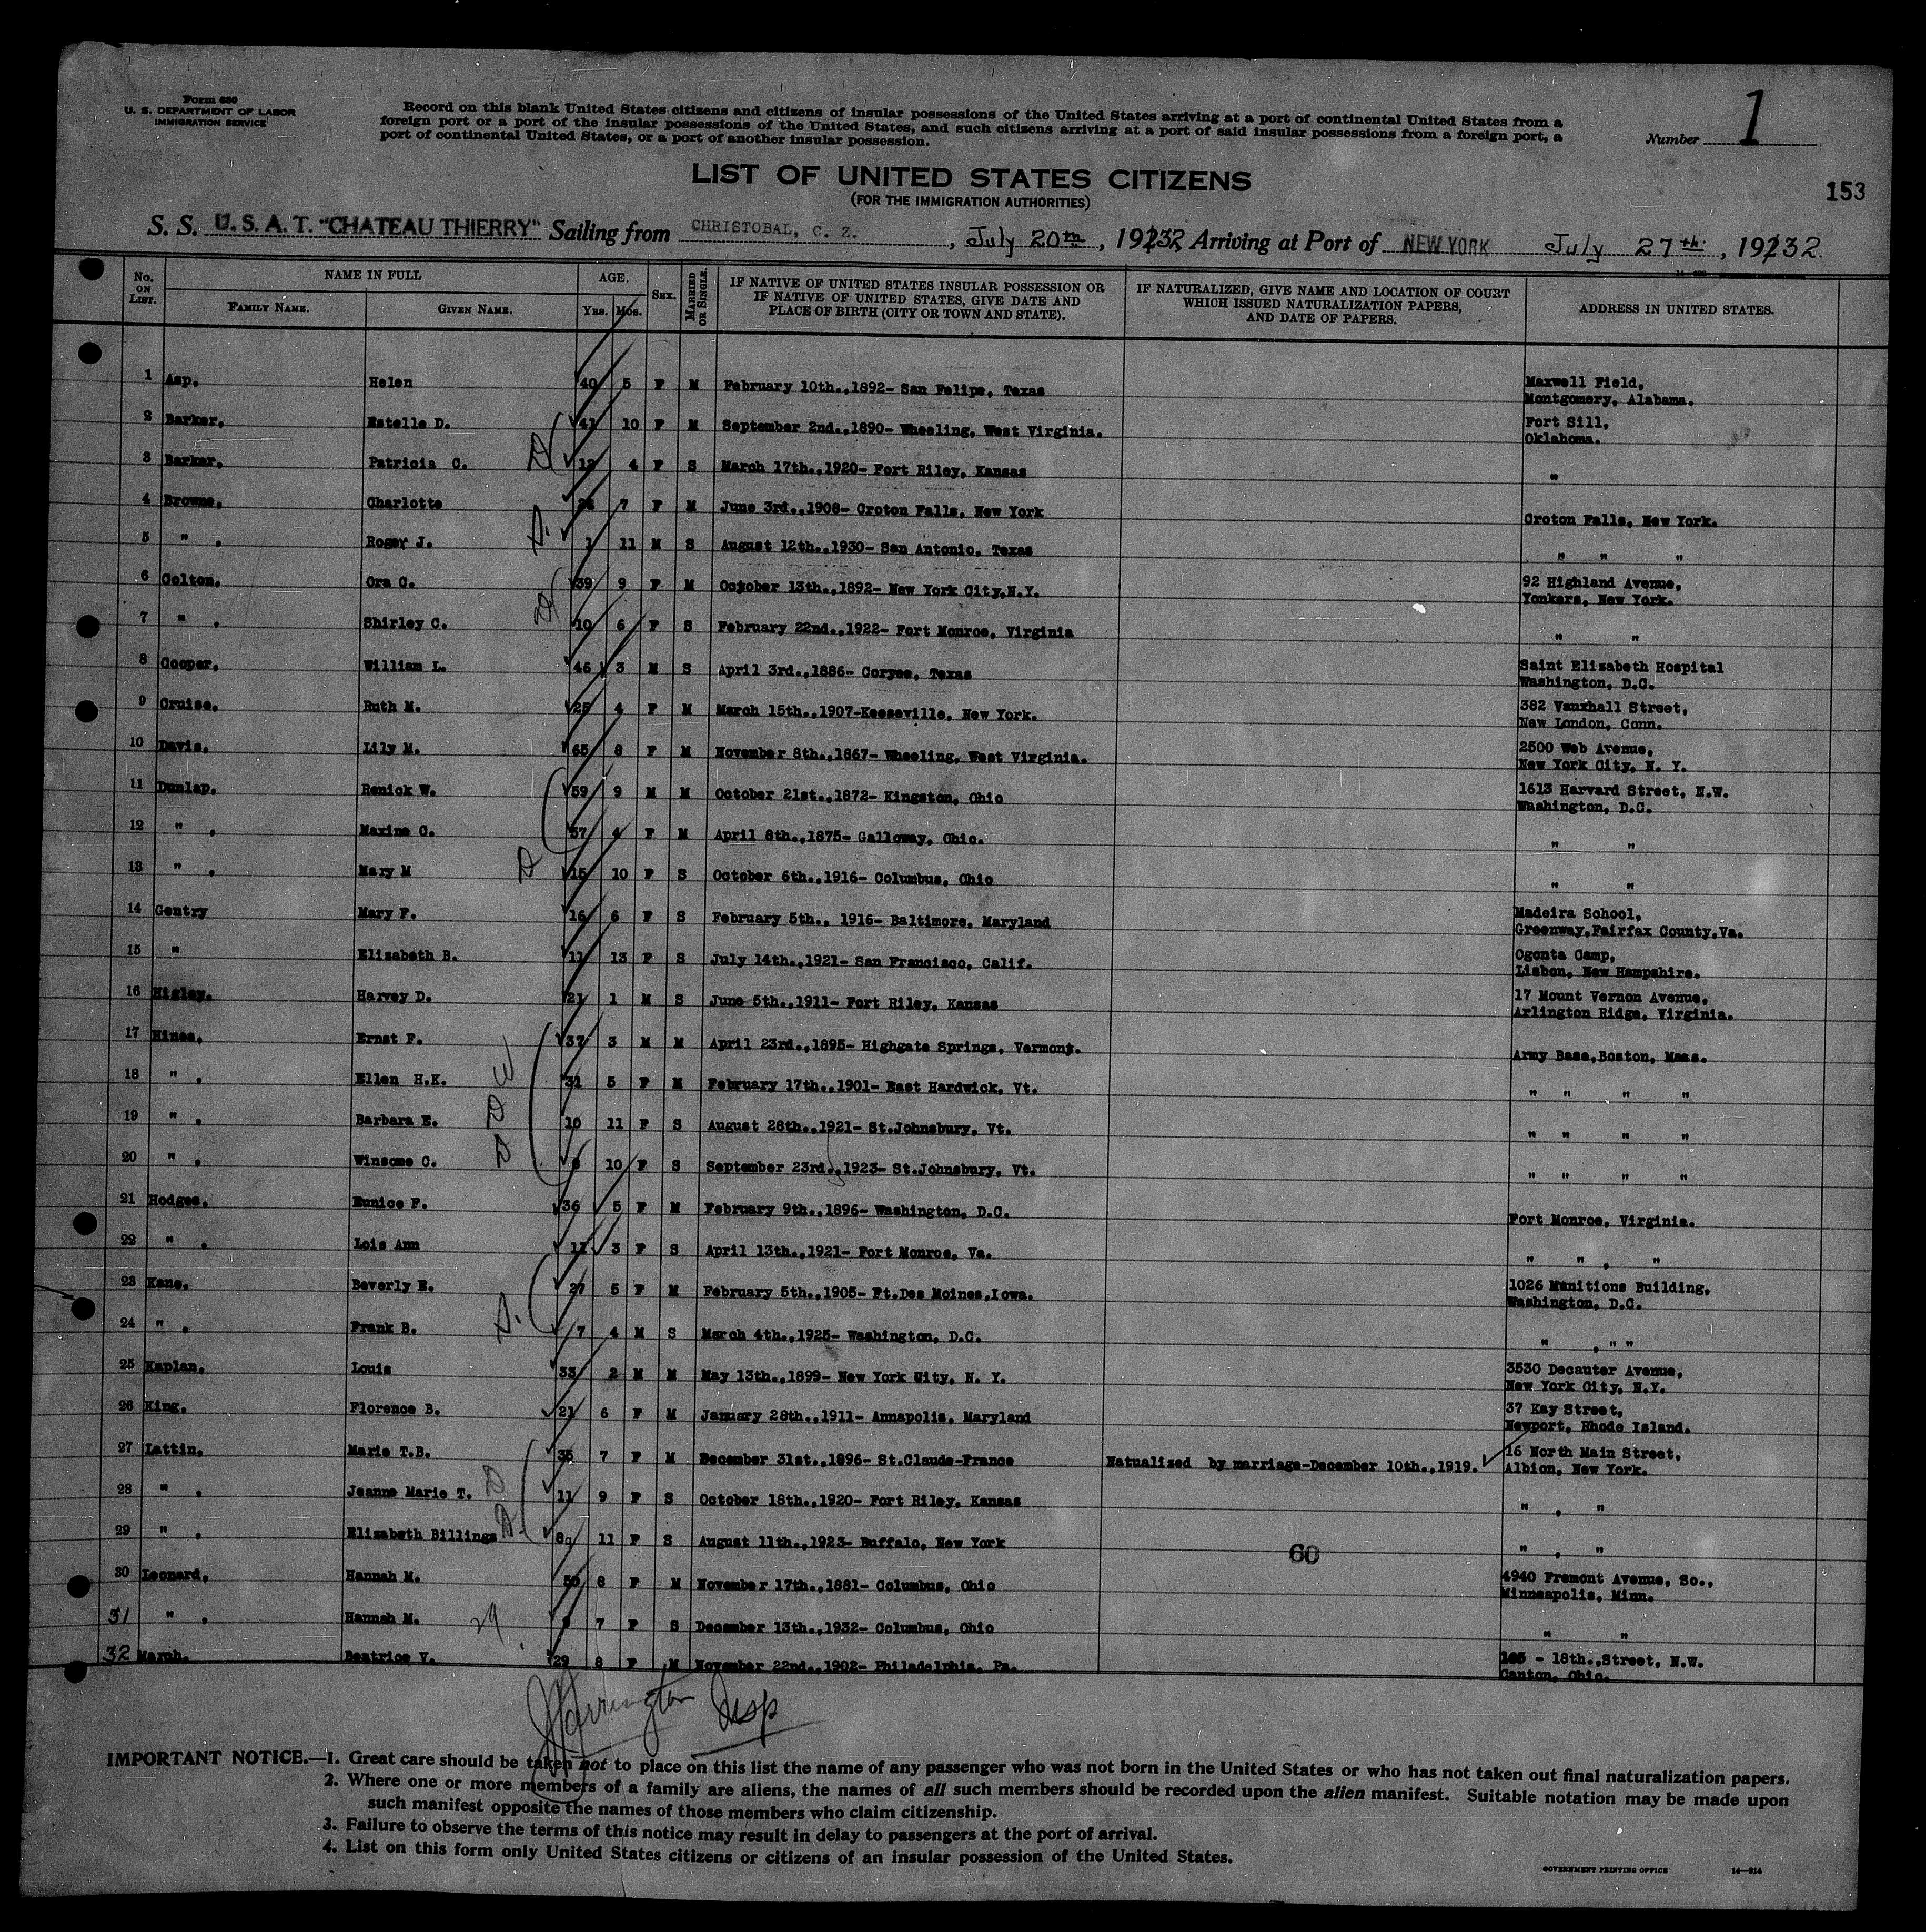 Form 630
U. S. DEPARTMENT OF LABOR
IMMIGRATION SERVICE
Record on this blank United States citizens and citizens of insular possessions of the United States arriving at a port of continental United States from a
foreign port or a port of the insular possessions of the United States, and such citizens arriving at a port of said insular possessions from a foreign port, a
port of continental United States, or a port of another insular possession.
Number 1
LIST OF UNITED STATES CITIZENS
(FOR THE IMMIGRATION AUTHORITIES)
153
S. S. U.S.A.T. "CHATEAU THIERRY" Sailing from CHRISTOBAL, C. Z. , July 20th , 1932 Arriving at Port of NEW YORK July 27th , 1932.
No. ON LIST. NAME IN FULL AGE. SEX. MARRIED OR SINGLE. IF NATIVE OF UNITED STATES INSULAR POSSESSION OR IF NATIVE OF UNITED STATES, GIVE DATE AND PLACE OF BIRTH (CITY OR TOWN AND STATE). IF NATURALIZED, GIVE NAME AND LOCATION OF COURT WHICH ISSUED NATURALIZATION PAPERS, AND DATE OF PAPERS. ADDRESS IN UNITED STATES.
FAMILY NAME. GIVEN NAME. YRS. MOS.
1 Asp, Helen 40 5 F M February 10th.,1892- San Felipe, Texas Maxwell Field,
Montgomery, Alabama.
2 Barker, Estelle D. 41 10 F M September 2nd.,1890- Wheeling, West Virginia. Fort Sill,
Oklahoma.
3 Barker, Patricia C. D 12 4 F S March 17th.,1920- Fort Riley, Kansas "
4 Browne, Charlotte 7 F M June 3rd.,1908- Croton Falls, New York Croton Falls, New York.
5 " , Roger J. D. 1 11 M S August 12th.,1930- San Antonio, Texas " " "
6 Colton, Ora C. 39 9 F M October 13th.,1892- New York City,N.Y. 92 Highland Avenue,
Yonkers, New York.
7 " , Shirley C. D 10 6 F S February 22nd.,1922- Fort Monroe, Virginia " "
8 Cooper, William L. 46 3 M S April 3rd.,1886- Coryee, Texas Saint Elizabeth Hospital
Washington, D.C.
9 Cruise, Ruth M. 25 4 F M March 15th.,1907-Keeseville, New York. 382 Vauxhall Street,
New London, Conn.
10 Davis, Lily M. 65 8 F M November 8th.,1867- Wheeling, West Virginia. 2500 Web Avenue,
New York City, N. Y.
11 Dunlap, Renick W. 59 9 M M October 21st.,1872- Kingston, Ohio 1613 Harvard Street, N.W.
Washington, D.C.
12 " , Maxine C. 57 4 F M April 8th.,1875- Galloway, Ohio. " "
13 " , Mary M D 15 10 F S October 6th.,1916- Columbus, Ohio " "
14 Gentry Mary F. 16 6 F S February 5th., 1916- Baltimore, Maryland Madeira School,
Greenway,Fairfax County,Va.
15 " Elizabeth B. 11 13 F S July 14th.,1921- San Francisco, Calif. Ogonta Camp,
Lisbon, New Hampshire.
16 Higley, Harvey D. 21 1 M S June 5th.,1911- Fort Riley, Kansas 17 Mount Vernon Avenue,
Arlington Ridge, Virginia.
17 Hines, Ernst F. 37 3 M M April 23rd.,1895- Highgate Springs, Vermont. Army Base,Boston, Mass.
18 " , Ellen H.K. W 31 5 F M February 17th.,1901- East Hardwick, Vt. " " " "
19 " , Barbara E. D 10 11 F S August 28th.,1921- St.Johnsbury, Vt. " " " "
20 " , Winsome C. D 8 10 F S September 23rd.,1923- St.Johnsbury, Vt. " " " "
21 Hodges, Eunice F. 36 5 F M February 9th.,1896- Washington, D.C. Fort Monroe, Virginia.
22 " , Lois Ann 11 3 F S April 13th.,1921- Fort Monroe, Va. " " , "
23 Kane, Beverly E. 27 5 F M February 5th.,1905- Ft.Des Moines,Iowa. 1026 Munitions Building,
Washington, D.C.
24 " , Frank B. D. 7 4 M S March 4th.,1925- Washington, D.C. " , " "
25 Kaplan, Louis 33 2 M M May 13th.,1899- New York City, N. Y. 3530 Decauter Avenue,
New York City, N.Y.
26 King, Florence B. 21 6 F M January 28th.,1911- Annapolis, Maryland 37 Kay Street,
Newport, Rhode Island.
27 Lattin, Marie T.B. 35 7 F M December 31st.,1896- St.Claude-France Natualized by marriage-December 10th.,1919. 16 North Main Street,
Albion, New York.
28 " , Jeanne Marie T. D 11 9 F S October 18th.,1920- Fort Riley, Kansas " , "
29 " , Elizabeth Billings D. 8 11 F S August 11th.,1923- Buffalo, New York " , "
60
30 Leonard, Hannah M. 50 8 F M November 17th.,1881- Columbus, Ohio 4940 Fremont Avenue, So.,
Minneapolis, Minn.
31 " , Hannah M. 29 7 F S December 13th.,1932- Columbus, Ohio " "
32 Marsh, Beatrice V. 29 8 F M November 22nd.,1902- Philadelphia, Pa. - 18th.,Street, N.W.
Canton, Ohio.
Harrington Insp
IMPORTANT NOTICE.—1. Great care should be taken not to place on this list the name of any passenger who was not born in the United States or who has not taken out final naturalization papers.
2. Where one or more members of a family are aliens, the names of all such members should be recorded upon the alien manifest. Suitable notation may be made upon
such manifest opposite the names of those members who claim citizenship.
3. Failure to observe the terms of this notice may result in delay to passengers at the port of arrival.
4. List on this form only United States citizens or citizens of an insular possession of the United States.
GOVERNMENT PRINTING OFFICE 14—214